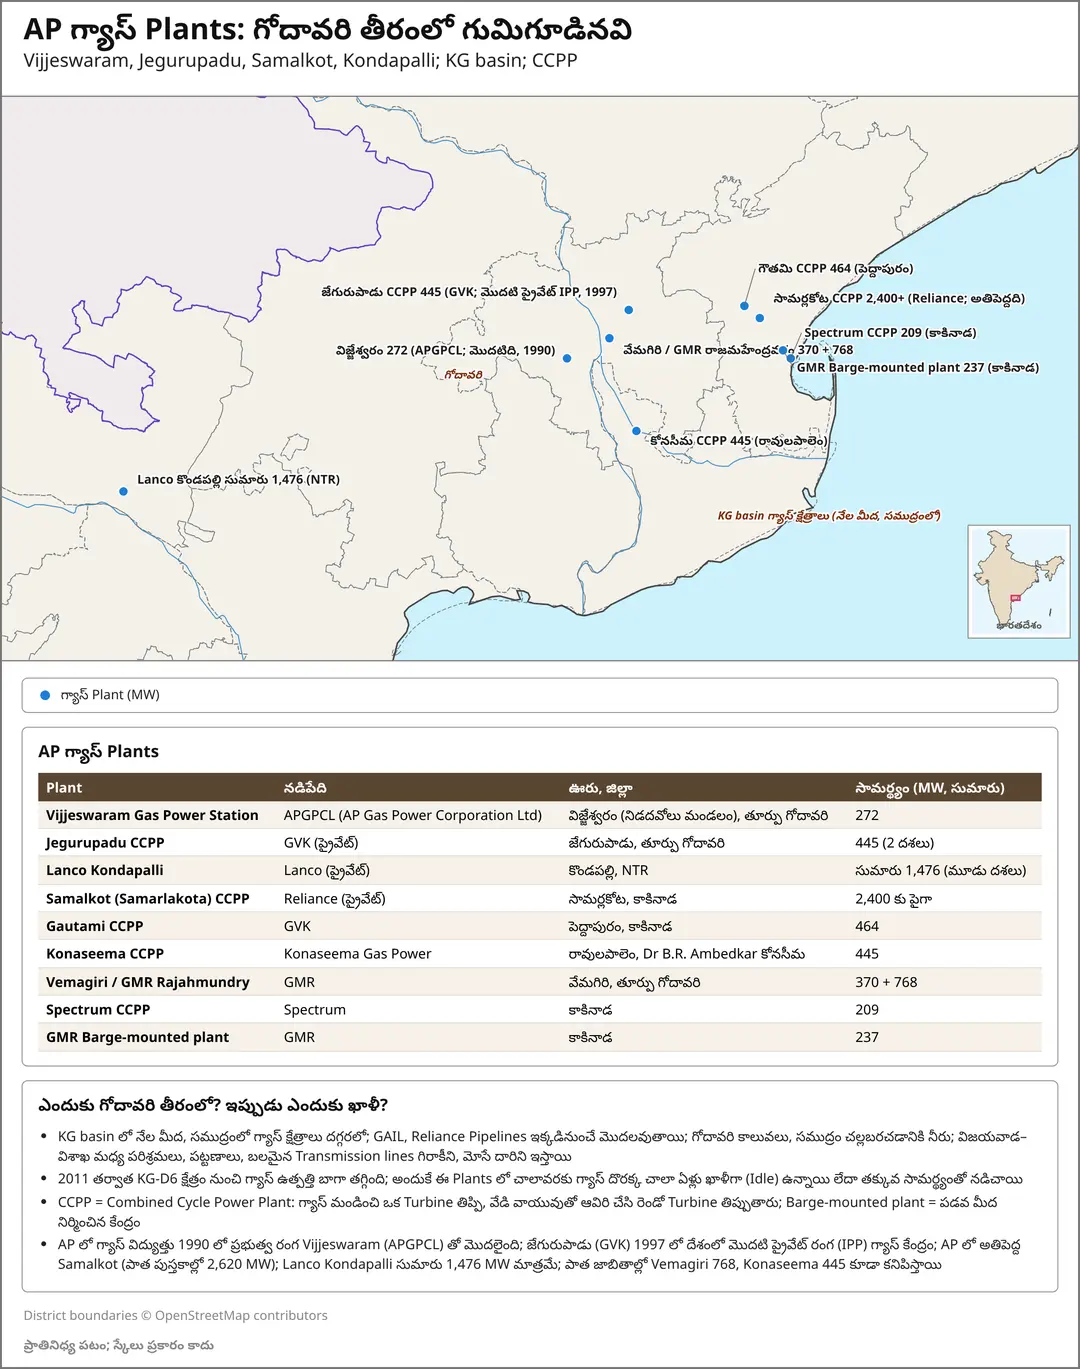 AP గ్యాస్ Plants: గోదావరి తీరంలో గుమిగూడినవి
Vijjeswaram, Jegurupadu, Samalkot, Kondapalli; KG basin; CCPP
గౌతమి CCPP 464 (పెద్దాపురం)
జేగురుపాడు CCPP 445 (GVK; మొదటి ప్రైవేట్ IPP, 1997)
సామర్లకోట CCPP 2,400+ (Reliance; అతిపెద్దది)
Spectrum CCPP 209 (కాకినాడ)
విజ్జేశ్వరం 272 (APGPCL; మొదటిది, 1990)
వేమగిరి / GMR రాజమహేంద్రవరం 370 + 768
GMR Barge-mounted plant 237 (కాకినాడ)
గోదావరి
కోనసీమ CCPP 445 (రావులపాలెం)
Lanco కొండపల్లి సుమారు 1,476 (NTR)
KG basin గ్యాస్ క్షేత్రాలు (నేల మీద, సముద్రంలో)
భారతదేశం
గ్యాస్ Plant (MW)
AP గ్యాస్ Plants
Plant నడిపేది ఊరు, జిల్లా సామర్థ్యం (MW, సుమారు)
Vijjeswaram Gas Power Station APGPCL (AP Gas Power Corporation Ltd) విజ్జేశ్వరం (నిడదవోలు మండలం), తూర్పు గోదావరి 272
Jegurupadu CCPP GVK (ప్రైవేట్) జేగురుపాడు, తూర్పు గోదావరి 445 (2 దశలు)
Lanco Kondapalli Lanco (ప్రైవేట్) కొండపల్లి, NTR సుమారు 1,476 (మూడు దశలు)
Samalkot (Samarlakota) CCPP Reliance (ప్రైవేట్) సామర్లకోట, కాకినాడ 2,400 కు పైగా
Gautami CCPP GVK పెద్దాపురం, కాకినాడ 464
Konaseema CCPP Konaseema Gas Power రావులపాలెం, Dr B.R. Ambedkar కోనసీమ 445
Vemagiri / GMR Rajahmundry GMR వేమగిరి, తూర్పు గోదావరి 370 + 768
Spectrum CCPP Spectrum కాకినాడ 209
GMR Barge-mounted plant GMR కాకినాడ 237
ఎందుకు గోదావరి తీరంలో? ఇప్పుడు ఎందుకు ఖాళీ?
• KG basin లో నేల మీద, సముద్రంలో గ్యాస్ క్షేత్రాలు దగ్గరలో; GAIL, Reliance Pipelines ఇక్కడినుంచే మొదలవుతాయి; గోదావరి కాలువలు, సముద్రం చల్లబరచడానికి నీరు; విజయవాడ–
విశాఖ మధ్య పరిశ్రమలు, పట్టణాలు, బలమైన Transmission lines గిరాకీని, మోసే దారిని ఇస్తాయి
• 2011 తర్వాత KG-D6 క్షేత్రం నుంచి గ్యాస్ ఉత్పత్తి బాగా తగ్గింది; అందుకే ఈ Plants లో చాలావరకు గ్యాస్ దొరక్క చాలా ఏళ్లు ఖాళీగా (Idle) ఉన్నాయి లేదా తక్కువ సామర్థ్యంతో నడిచాయి
• CCPP = Combined Cycle Power Plant: గ్యాస్ మండించి ఒక Turbine తిప్పి, వేడి వాయువుతో ఆవిరి చేసి రెండో Turbine తిప్పుతారు; Barge-mounted plant = పడవ మీద
నిర్మించిన కేంద్రం
• AP లో గ్యాస్ విద్యుత్తు 1990 లో ప్రభుత్వ రంగ Vijjeswaram (APGPCL) తో మొదలైంది; జేగురుపాడు (GVK) 1997 లో దేశంలో మొదటి ప్రైవేట్ రంగ (IPP) గ్యాస్ కేంద్రం; AP లో అతిపెద్ద
Samalkot (పాత పుస్తకాల్లో 2,620 MW); Lanco Kondapalli సుమారు 1,476 MW మాత్రమే; పాత జాబితాల్లో Vemagiri 768, Konaseema 445 కూడా కనిపిస్తాయి
District boundaries © OpenStreetMap contributors
ప్రాతినిధ్య పటం; స్కేలు ప్రకారం కాదు